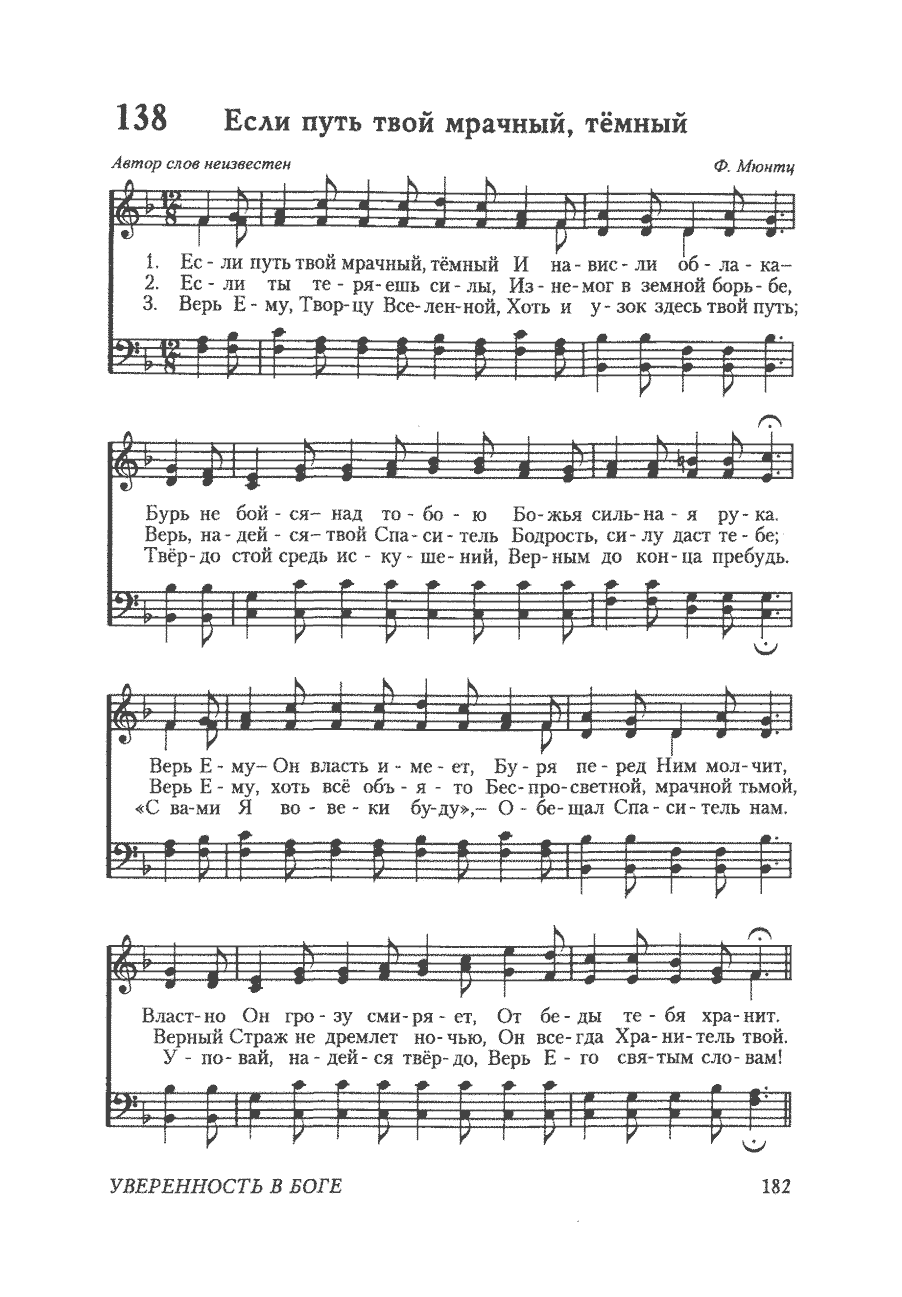 138 Если путь твой мрачный, тёмный
Автор слов неизвестен Ф. Мюнтц
1. Ес - ли путь твой мрачный, тёмный И на - вис - ли об - ла - ка–
2. Ес - ли ты те - ря-ешь си - лы, Из - не-мог в земной борь - бе,
3. Верь Е - му, Твор-цу Все-лен-ной, Хоть и у - зок здесь твой путь;
Бурь не бой - ся– над то - бо - ю Бо-жья силь-на - я ру - ка.
Верь, на - дей - ся– твой Спа - си - тель Бодрость, си - лу даст те - бе;
Твёр-до стой средь ис - ку - ше - ний, Вер-ным до кон - ца пребудь.
Верь Е - му– Он власть и - ме - ет, Бу - ря пе - ред Ним мол-чит,
Верь Е - му, хоть всё объ - я - то Бес-про-светной, мрачной тьмой,
«С ва-ми Я во - ве - ки бу-ду»,– О - бе-щал Спа - си - тель нам.
Власт-но Он гро - зу сми-ря - ет, От бе - ды те - бя хра-нит.
Верный Страж не дремлет но-чью, Он все-гда Хра-ни-тель твой.
У - по - вай, на - дей - ся твёр-до, Верь Е - го свя-тым сло-вам!
УВЕРЕННОСТЬ В БОГЕ 182